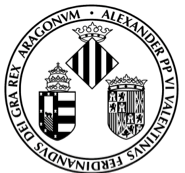 ALEXANDER PP VI VALENTINVS FERDINANDVS DEI GRA REX ARAGONVM •